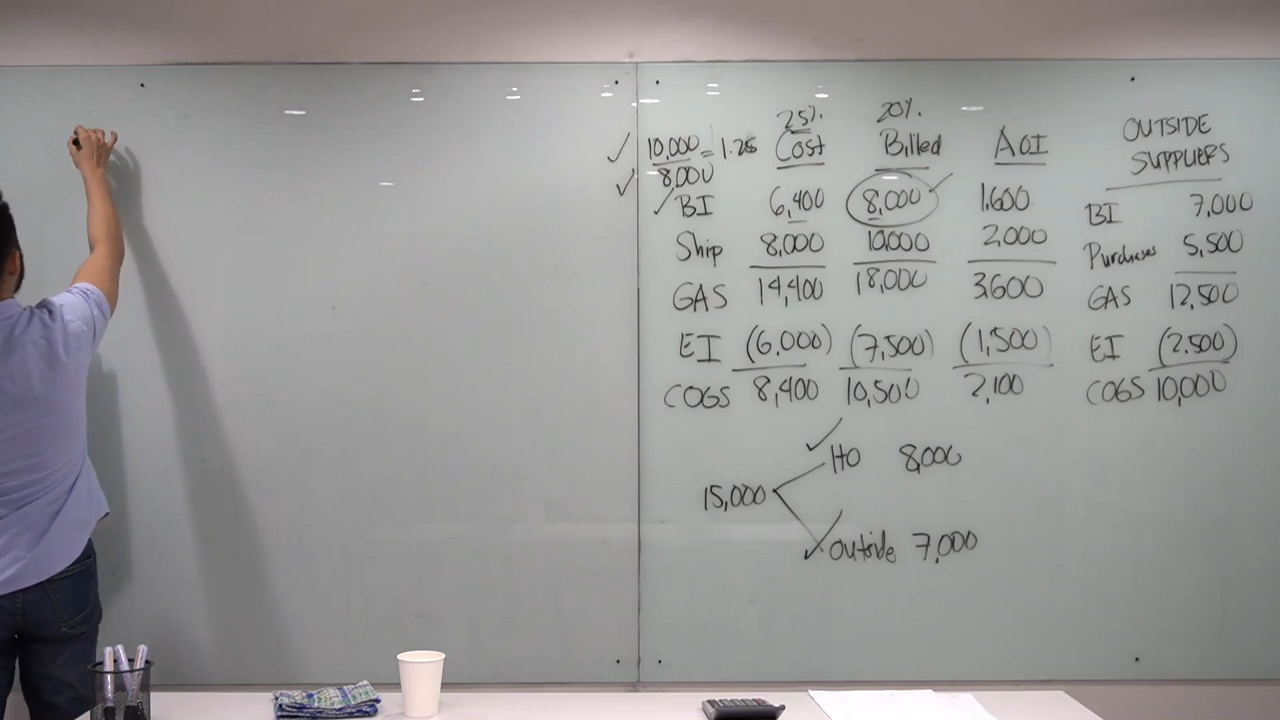 25%. 20%.
10,000 = 1.25 Cost Billed AOI
8,000
BI 6,400 8,000 1,600
Ship 8,000 10,000 2,000
GAS 14,400 18,000 3,600
EI (6,000) (7,500) (1,500)
COGS 8,400 10,500 2,100
OUTSIDE
SUPPLIERS
BI 7,000
Purchases 5,500
GAS 12,500
EI (2,500)
COGS 10,000
HO 8,000
15,000
Outside 7,000